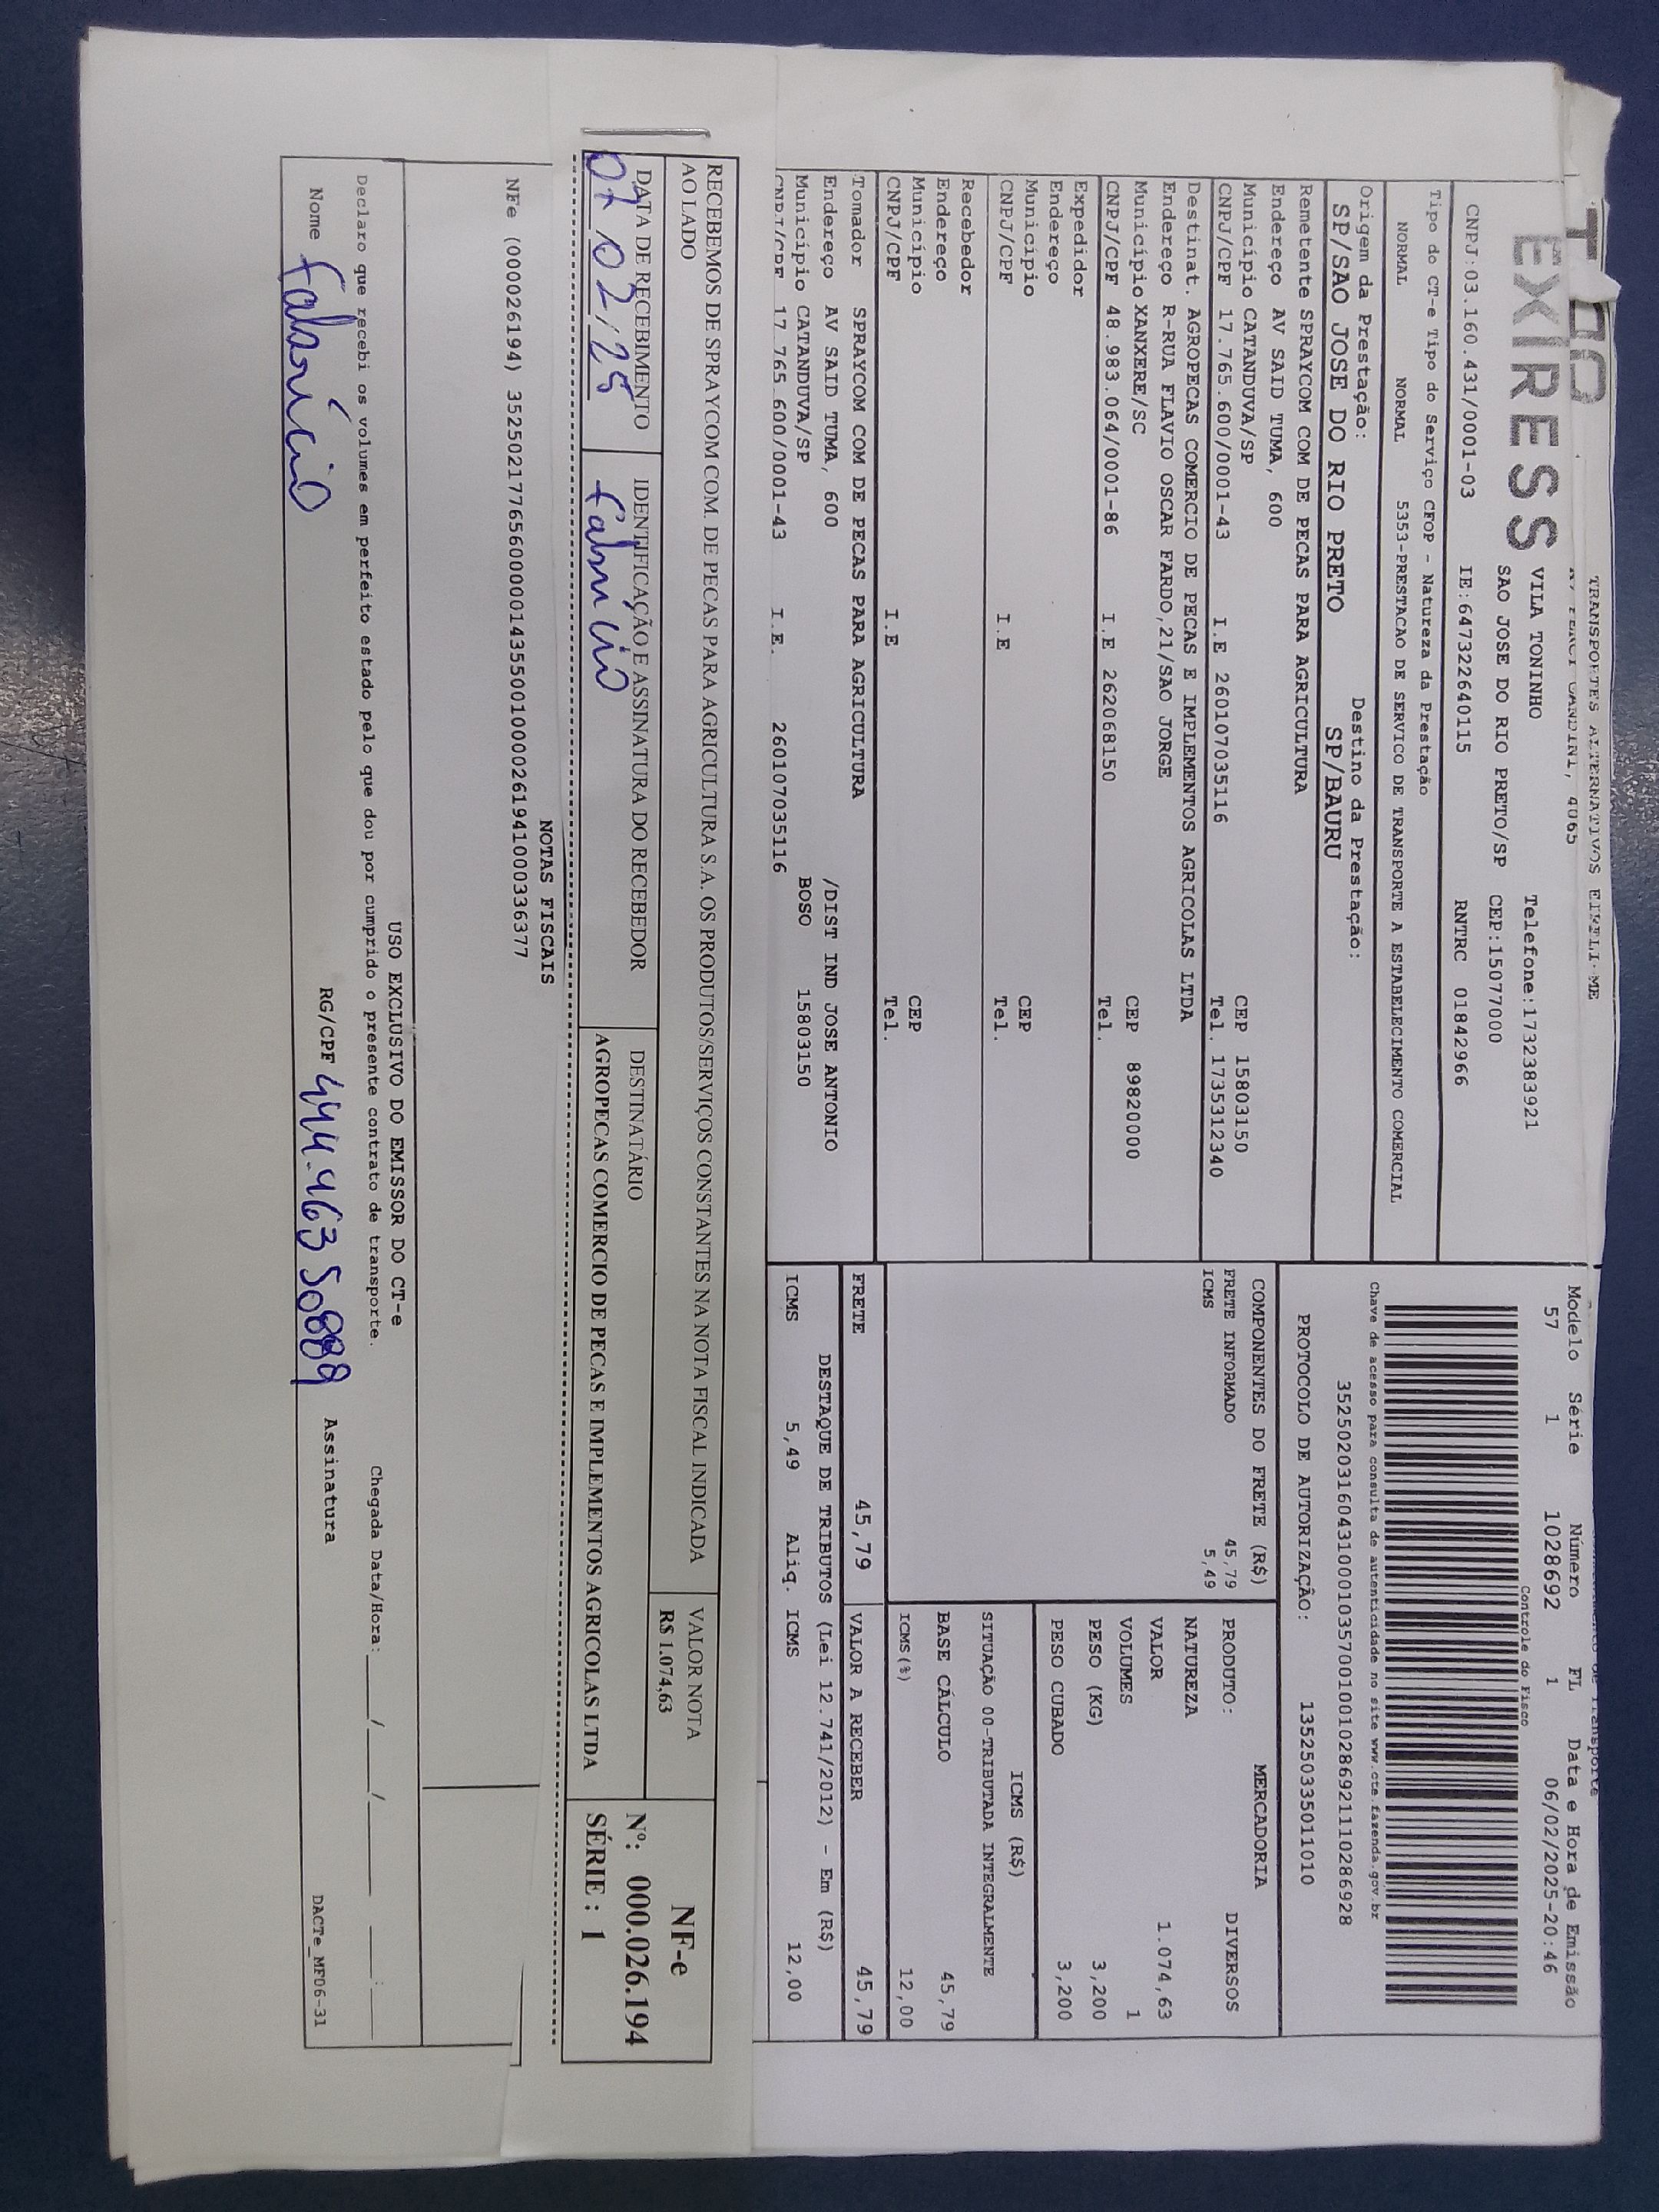 TRANSPORTES ALTERNATIVOS EIRELI-ME
EXPRESS
4065
VILA TONINHO Telefone:1732383921
SAO JOSE DO RIO PRETO/SP CEP:15077000
CNPJ:03.160.431/0001-03 IE:647322640115 RNTRC 01842966
Tipo do CT-e Tipo do Serviço CFOP - Natureza da Prestação
NORMAL NORMAL 5353-PRESTACAO DE SERVICO DE TRANSPORTE A ESTABELECIMENTO COMERCIAL
Origem da Prestação: Destino da Prestação:
SP/SAO JOSE DO RIO PRETO SP/BAURU
Remetente SPRAYCOM COM DE PECAS PARA AGRICULTURA
Endereço AV SAID TUMA, 600
Município CATANDUVA/SP CEP 15803150
CNPJ/CPF 17.765.600/0001-43 I.E 260107035116 Tel. 1735312340
Destinat. AGROPECAS COMERCIO DE PECAS E IMPLEMENTOS AGRICOLAS LTDA
Endereço R-RUA FLAVIO OSCAR FARDO,21/SAO JORGE
Município XANXERE/SC CEP 89820000
CNPJ/CPF 48.983.064/0001-86 I.E 262068150 Tel.
Expedidor
Endereço
Município CEP
CNPJ/CPF I.E Tel.
Recebedor
Endereço
Município CEP
CNPJ/CPF I.E Tel.
Tomador SPRAYCOM COM DE PECAS PARA AGRICULTURA
Endereço AV SAID TUMA, 600 /DIST IND JOSE ANTONIO
Município CATANDUVA/SP BOSO 15803150
CNPJ/CPF 17.765.600/0001-43 I.E. 260107035116
Modelo Série Número FL Data e Hora de Emissão
57 1 1028692 1 06/02/2025-20:46
Controle do Fisco
Chave de acesso para consulta de autenticidade no site www.cte.fazenda.gov.br
35250203160431000103570010010286921110286928
PROTOCOLO DE AUTORIZAÇÃO: 135250335011010
COMPONENTES DO FRETE (R$)
FRETE INFORMADO 45,79
ICMS 5,49
MERCADORIA
PRODUTO: DIVERSOS
NATUREZA
VALOR 1.074,63
VOLUMES 1
PESO (KG) 3,200
PESO CUBADO 3,200
ICMS (R$)
SITUAÇÃO 00-TRIBUTADA INTEGRALMENTE
BASE CÁLCULO 45,79
ICMS(%) 12,00
FRETE 45,79 VALOR A RECEBER 45,79
DESTAQUE DE TRIBUTOS (Lei 12.741/2012) - Em (R$)
ICMS 5,49 Aliq. ICMS 12,00
RECEBEMOS DE SPRAYCOM COM. DE PECAS PARA AGRICULTURA S.A. OS PRODUTOS/SERVIÇOS CONSTANTES NA NOTA FISCAL INDICADA
AO LADO
VALOR NOTA
R$ 1.074,63
NF-e
Nº: 000.026.194
SÉRIE : 1
DATA DE RECEBIMENTO IDENTIFICAÇÃO E ASSINATURA DO RECEBEDOR DESTINATÁRIO
07 02/25 Fabrício AGROPECAS COMERCIO DE PECAS E IMPLEMENTOS AGRICOLAS LTDA
NOTAS FISCAIS
NFe (000026194) 35250217765600000143550010000261941000336377
USO EXCLUSIVO DO EMISSOR DO CT-e
Declaro que recebi os volumes em perfeito estado pelo que dou por cumprido o presente contrato de transporte. Chegada Data/Hora: ___/___/___ ___:___
Nome Fabrício RG/CPF Assinatura
DACTe_MF06-31